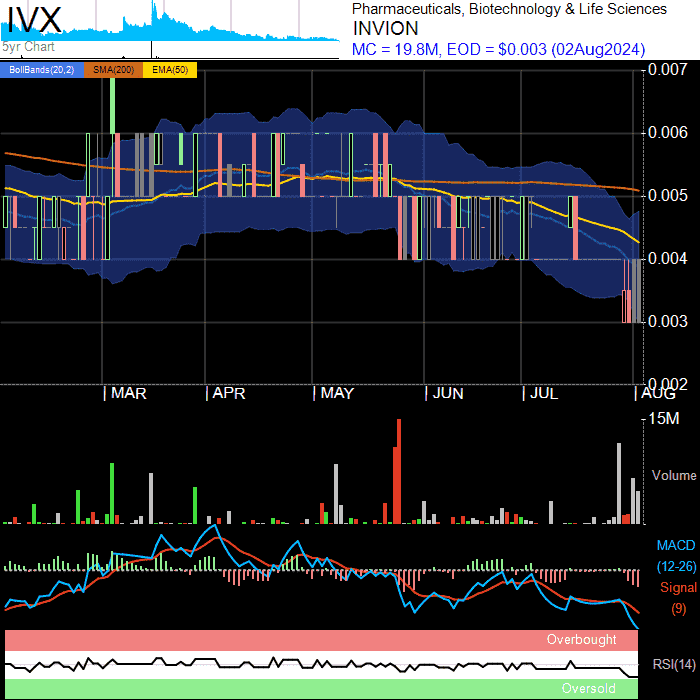 IVX
5yr Chart
Pharmaceuticals, Biotechnology & Life Sciences
INVION
MC = 19.8M, EOD = $0.003 (02Aug2024)
BollBands(20,2) SMA(200) EMA(50)
0.007
0.006
0.005
0.004
0.003
0.002
MAR APR MAY JUN JUL AUG
15M
Volume
MACD
(12-26)
Signal
(9)
Overbought
RSI(14)
Oversold